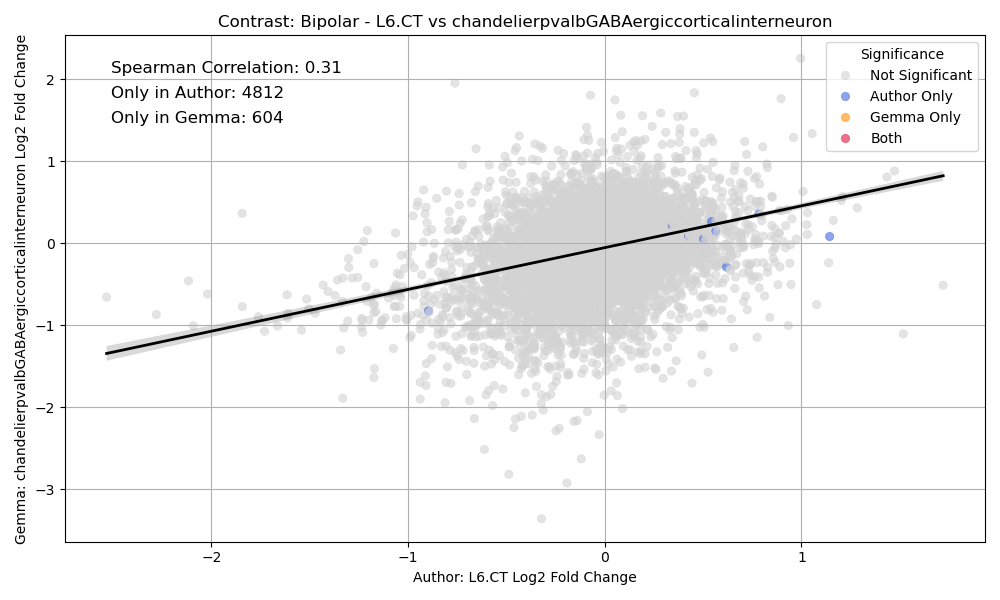 Contrast: Bipolar - L6.CT vs chandelierpvalbGABAergiccorticalinterneuron
Gemma: chandelierpvalbGABAergiccorticalinterneuron Log2 Fold Change
Spearman Correlation: 0.31
Only in Author: 4812
Only in Gemma: 604
Significance
Not Significant
Author Only
Gemma Only
Both
2
1
0
−1
−2
−3
−2
−1
0
1
Author: L6.CT Log2 Fold Change